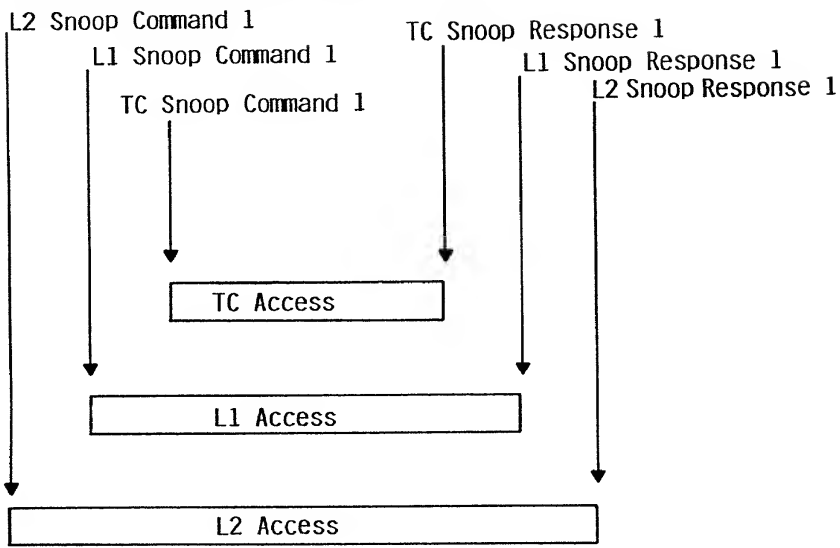 L2 Snoop Command 1
TC Snoop Response 1
L1 Snoop Command 1
L1 Snoop Response 1
L2 Snoop Response 1
TC Snoop Command 1
TC Access
L1 Access
L2 Access